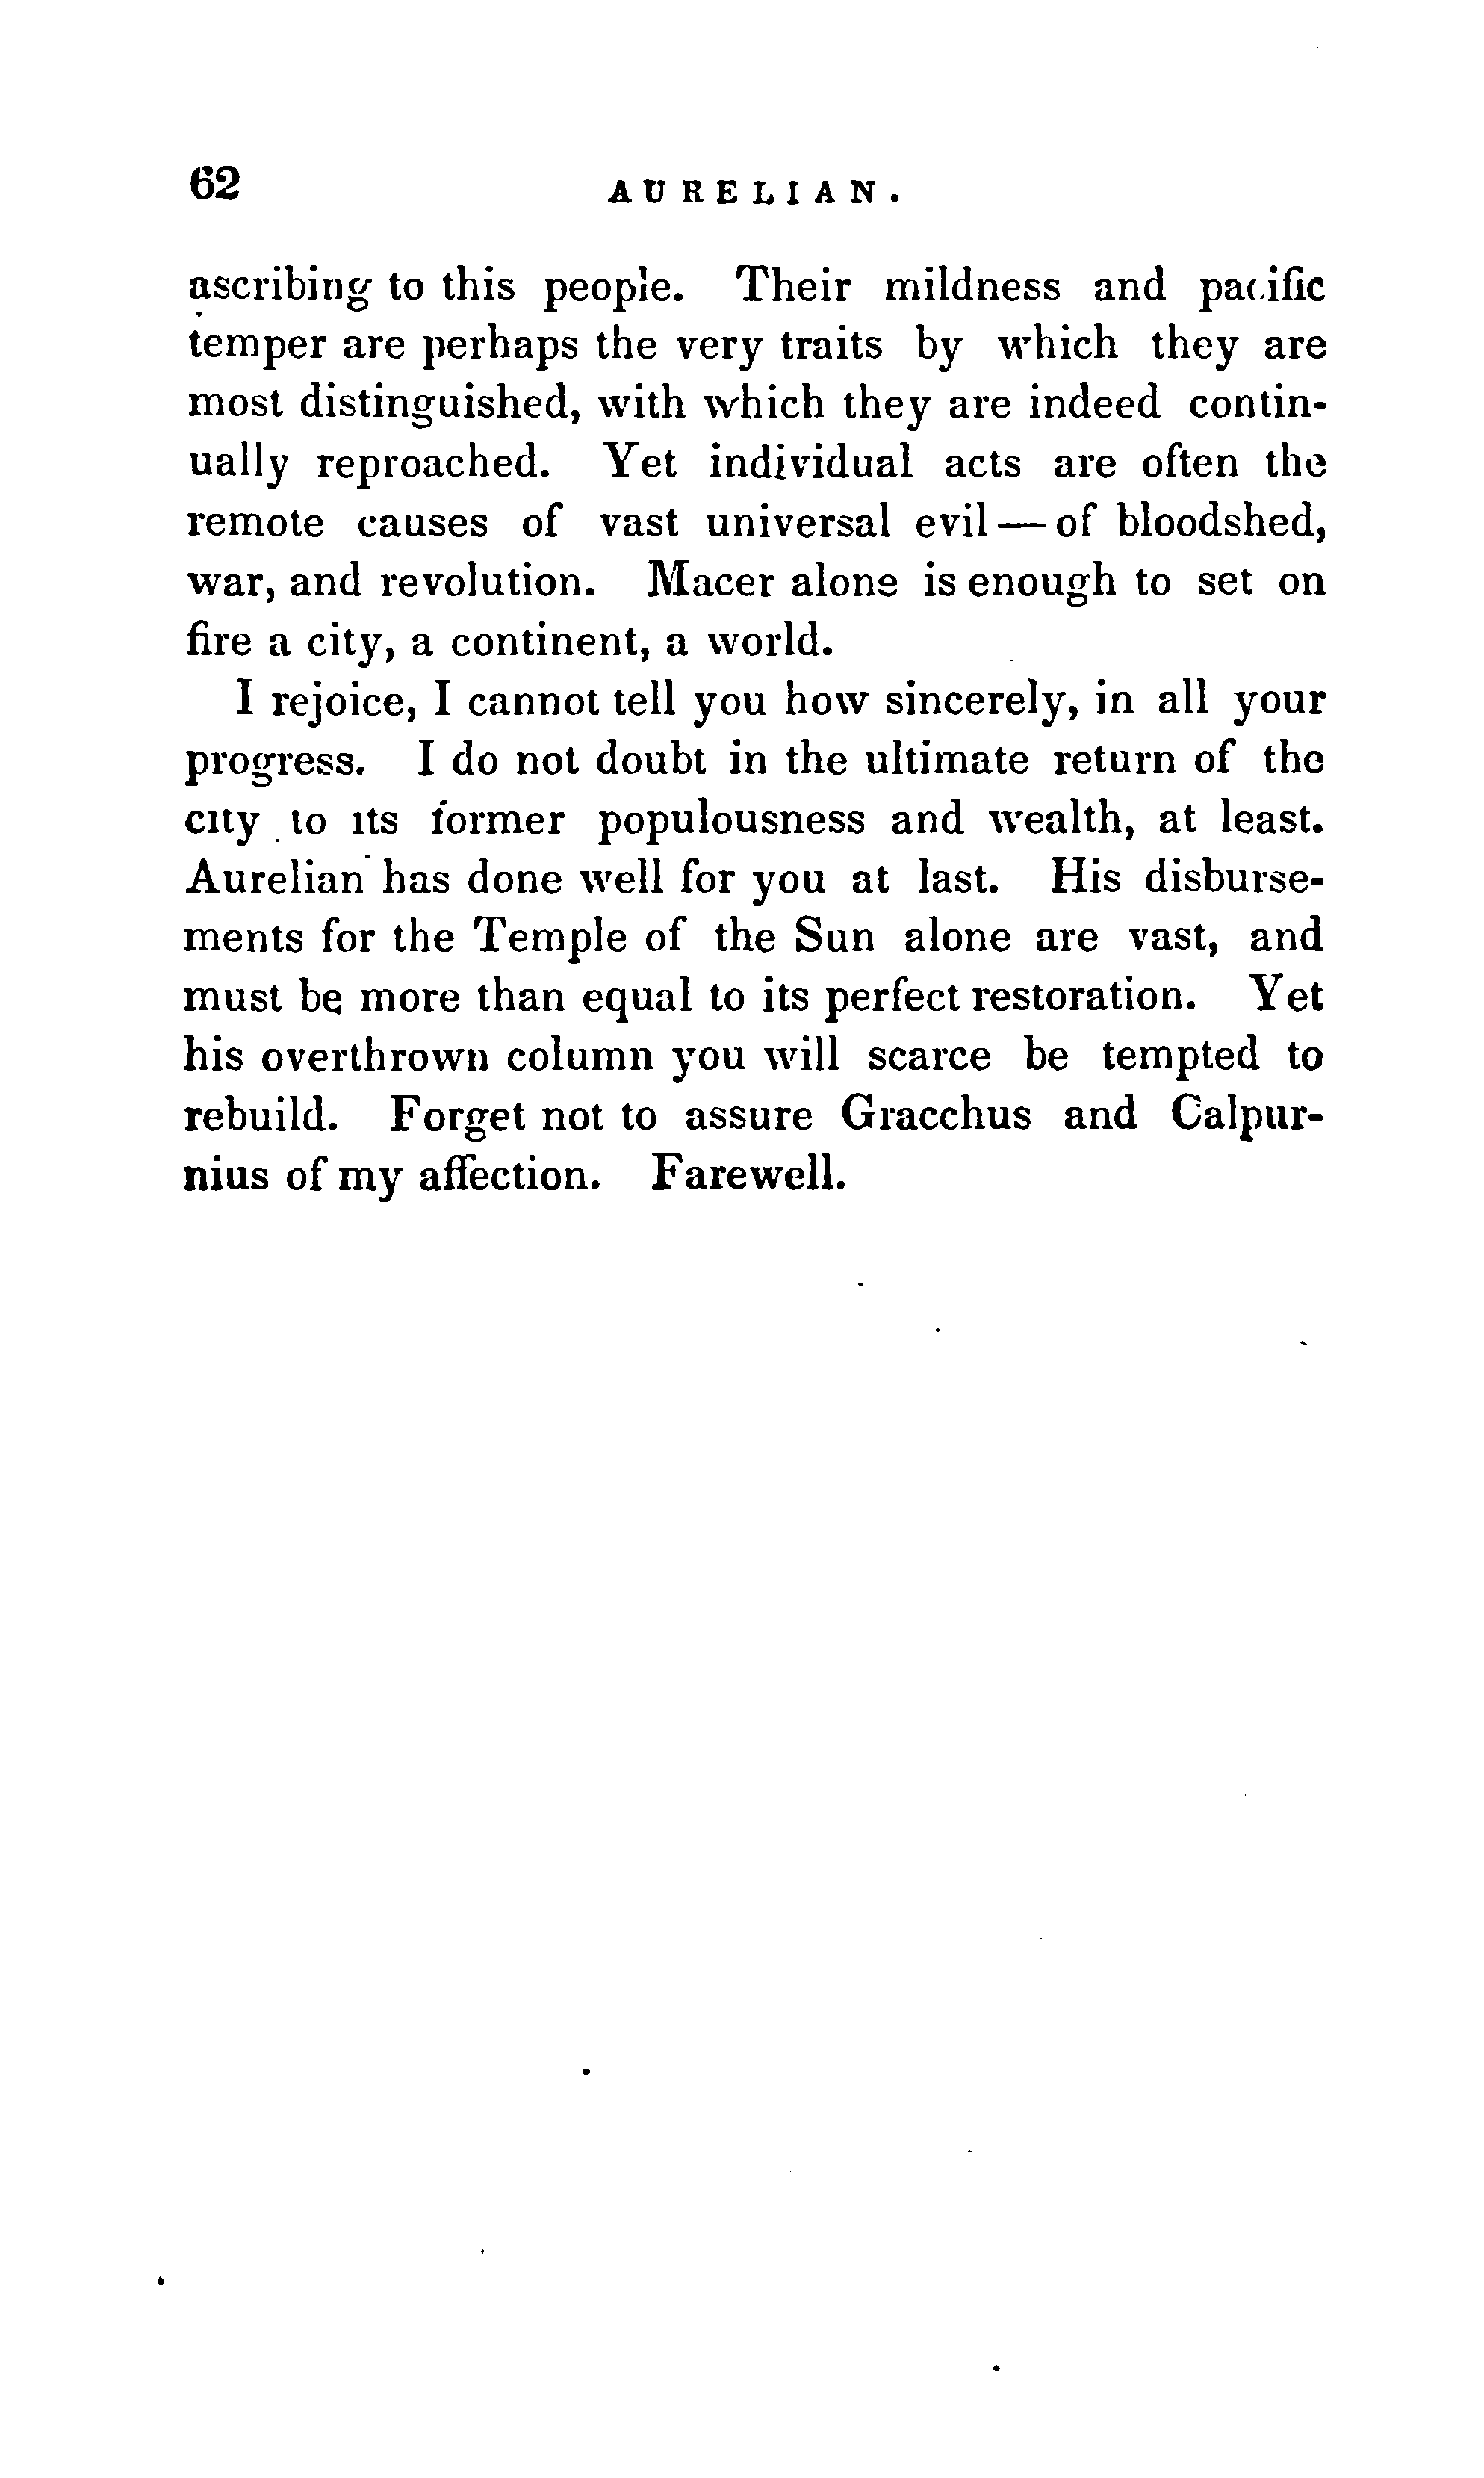 62 AURELIAN.
ascribing to this people. Their mildness and pacific
temper are perhaps the very traits by which they are
most distinguished, with which they are indeed contin-
ually reproached. Yet individual acts are often the
remote causes of vast universal evil — of bloodshed,
war, and revolution. Macer alone is enough to set on
fire a city, a continent, a world.
I rejoice, I cannot tell you how sincerely, in all your
progress. I do not doubt in the ultimate return of the
city to its former populousness and wealth, at least.
Aurelian has done well for you at last. His disburse-
ments for the Temple of the Sun alone are vast, and
must be more than equal to its perfect restoration. Yet
his overthrown column you will scarce be tempted to
rebuild. Forget not to assure Gracchus and Calpur-
nius of my affection. Farewell.